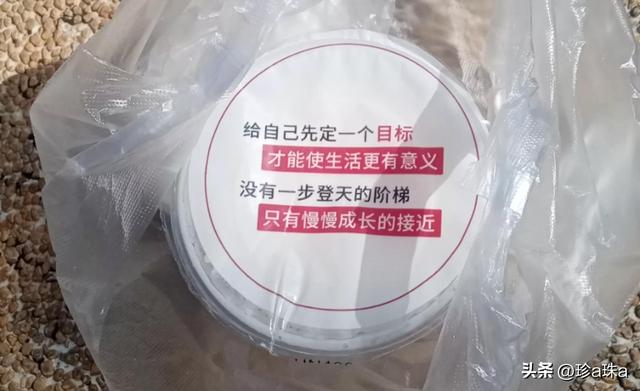 给自己先定一个目标
才能使生活更有意义
没有一步登天的阶梯
只有慢慢成长的接近
头条 @珍a珠a